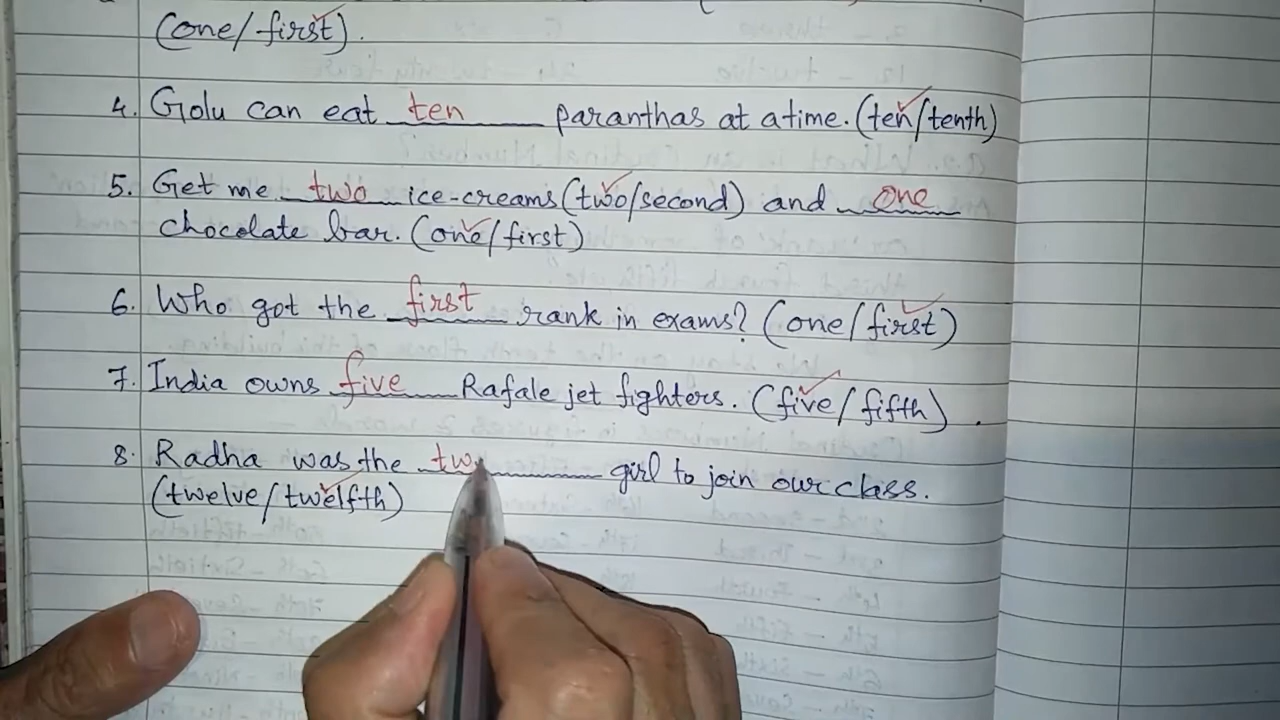 (one/first).
4. Golu can eat ten paranthas at a time. (ten/tenth)
5. Get me two ice-creams (two/second) and one
chocolate bar. (one/first)
6. Who got the first rank in exams? (one/first)
7. India owns five Rafale jet fighters. (five/fifth).
8. Radha was the tw girl to join our class.
(twelve/twelfth)